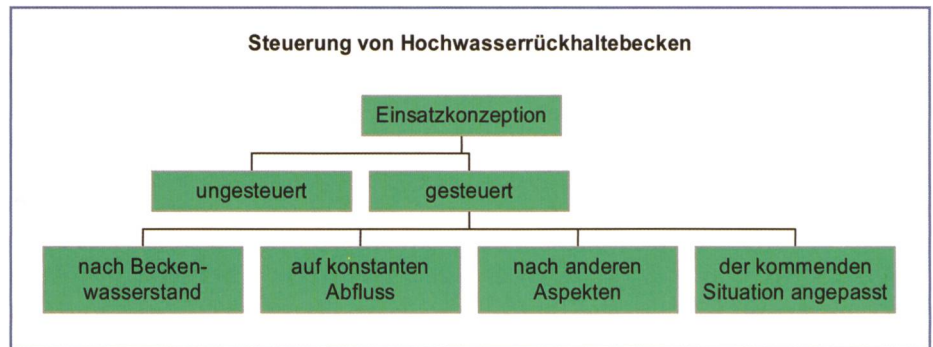 Steuerung von Hochwasserrückhaltebecken
Einsatzkonzeption
ungesteuert
gesteuert
nach Becken-
wasserstand
auf konstanten
Abfluss
nach anderen
Aspekten
der kommenden
Situation angepasst